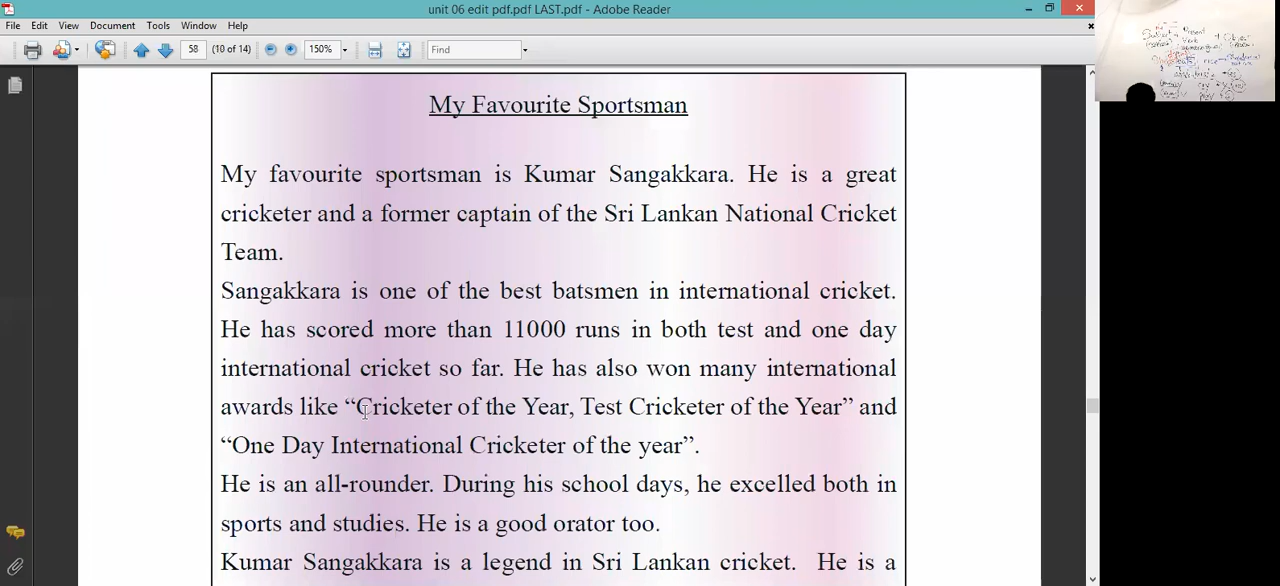 unit 06 edit pdf.pdf LAST.pdf - Adobe Reader
File Edit View Document Tools Window Help
58 (10 of 14) 150% Find
My Favourite Sportsman
My favourite sportsman is Kumar Sangakkara. He is a great
cricketer and a former captain of the Sri Lankan National Cricket
Team.
Sangakkara is one of the best batsmen in international cricket.
He has scored more than 11000 runs in both test and one day
international cricket so far. He has also won many international
awards like “Cricketer of the Year, Test Cricketer of the Year” and
“One Day International Cricketer of the year”.
He is an all-rounder. During his school days, he excelled both in
sports and studies. He is a good orator too.
Kumar Sangakkara is a legend in Sri Lankan cricket. He is a